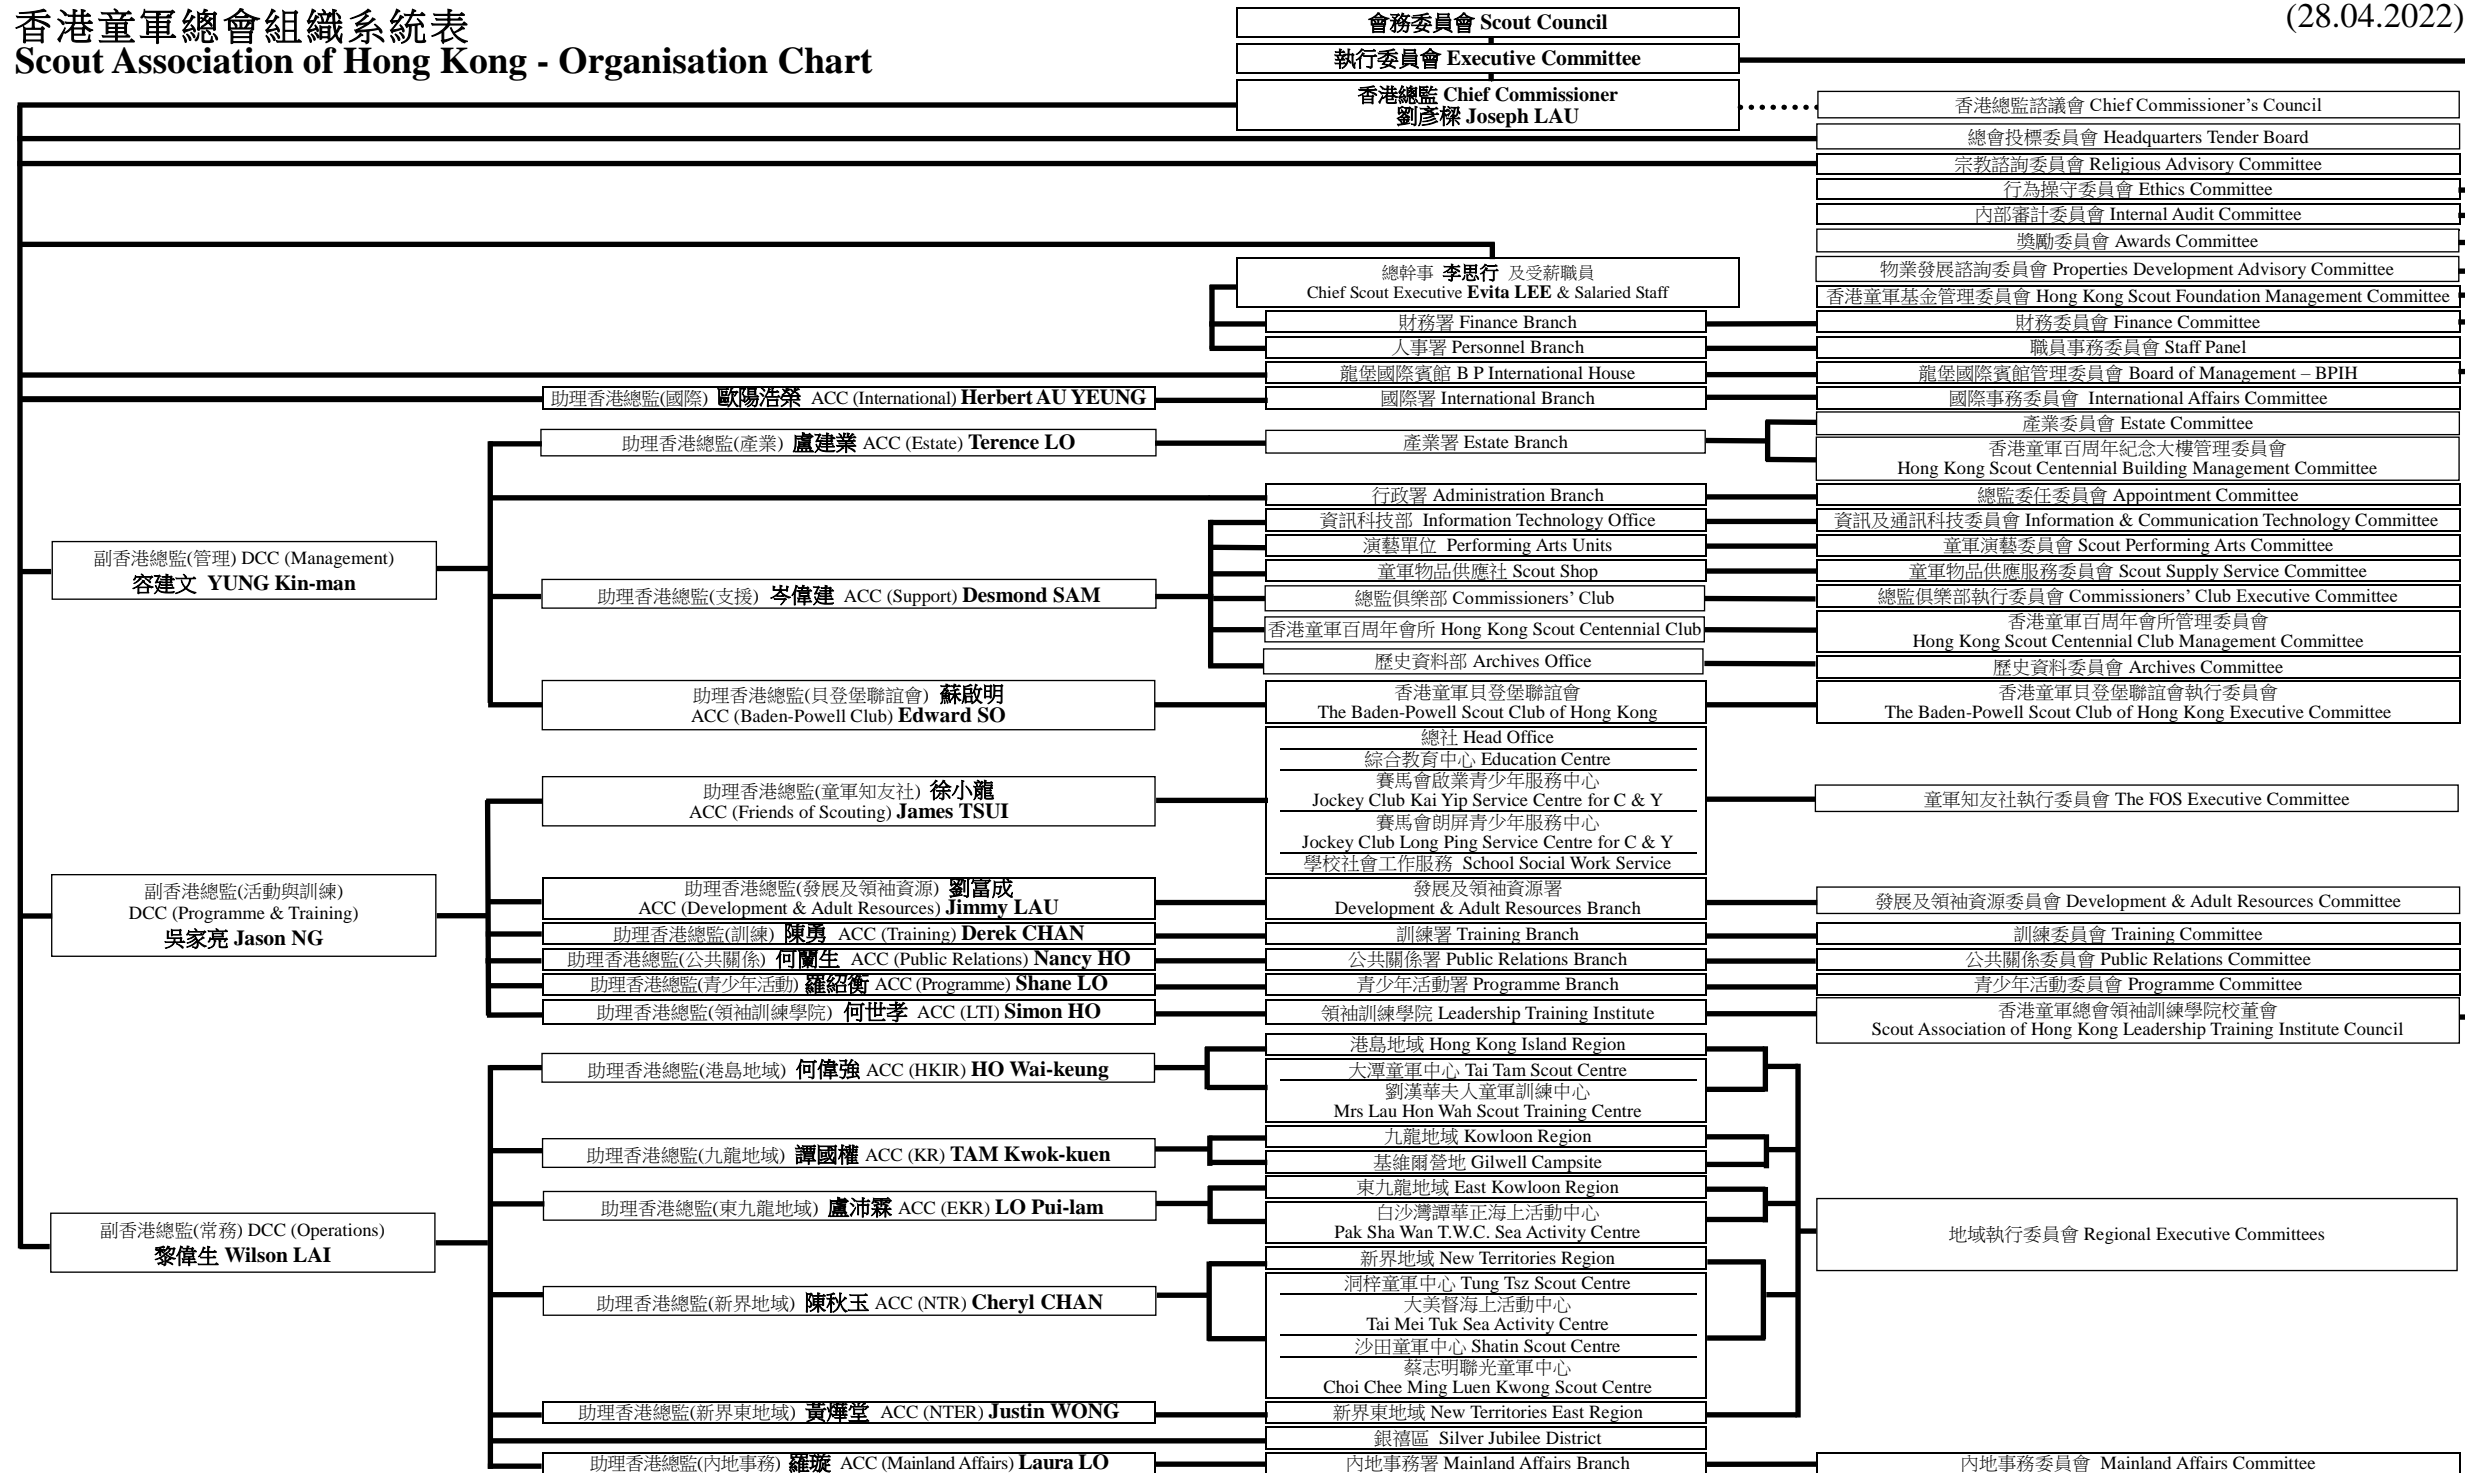 香港童軍總會組織系統表
Scout Association of Hong Kong - Organisation Chart
(28.04.2022)
會務委員會 Scout Council
執行委員會 Executive Committee
香港總監 Chief Commissioner
劉彥樑 Joseph LAU
香港總監諮議會 Chief Commissioner's Council
總會投標委員會 Headquarters Tender Board
宗教諮詢委員會 Religious Advisory Committee
行為操守委員會 Ethics Committee
內部審計委員會 Internal Audit Committee
獎勵委員會 Awards Committee
總幹事 李思行 及受薪職員
Chief Scout Executive Evita LEE & Salaried Staff
物業發展諮詢委員會 Properties Development Advisory Committee
香港童軍基金管理委員會 Hong Kong Scout Foundation Management Committee
財務署 Finance Branch
財務委員會 Finance Committee
人事署 Personnel Branch
職員事務委員會 Staff Panel
龍堡國際賓館 B P International House
龍堡國際賓館管理委員會 Board of Management – BPIH
助理香港總監(國際) 歐陽浩榮 ACC (International) Herbert AU YEUNG
國際署 International Branch
國際事務委員會 International Affairs Committee
助理香港總監(產業) 盧建業 ACC (Estate) Terence LO
產業署 Estate Branch
產業委員會 Estate Committee
香港童軍百周年紀念大樓管理委員會
Hong Kong Scout Centennial Building Management Committee
行政署 Administration Branch
總監委任委員會 Appointment Committee
副香港總監(管理) DCC (Management)
容建文 YUNG Kin-man
助理香港總監(支援) 岑偉建 ACC (Support) Desmond SAM
資訊科技部 Information Technology Office
資訊及通訊科技委員會 Information & Communication Technology Committee
演藝單位 Performing Arts Units
童軍演藝委員會 Scout Performing Arts Committee
童軍物品供應社 Scout Shop
童軍物品供應服務委員會 Scout Supply Service Committee
總監俱樂部 Commissioners' Club
總監俱樂部執行委員會 Commissioners' Club Executive Committee
香港童軍百周年會所 Hong Kong Scout Centennial Club
香港童軍百周年會所管理委員會
Hong Kong Scout Centennial Club Management Committee
歷史資料部 Archives Office
歷史資料委員會 Archives Committee
助理香港總監(貝登堡聯誼會) 蘇啟明
ACC (Baden-Powell Club) Edward SO
香港童軍貝登堡聯誼會
The Baden-Powell Scout Club of Hong Kong
香港童軍貝登堡聯誼會執行委員會
The Baden-Powell Scout Club of Hong Kong Executive Committee
副香港總監(活動與訓練)
DCC (Programme & Training)
吳家亮 Jason NG
助理香港總監(童軍知友社) 徐小龍
ACC (Friends of Scouting) James TSUI
總社 Head Office
綜合教育中心 Education Centre
賽馬會啟業青少年服務中心
Jockey Club Kai Yip Service Centre for C & Y
賽馬會朗屏青少年服務中心
Jockey Club Long Ping Service Centre for C & Y
學校社會工作服務 School Social Work Service
童軍知友社執行委員會 The FOS Executive Committee
助理香港總監(發展及領袖資源) 劉富成
ACC (Development & Adult Resources) Jimmy LAU
發展及領袖資源署
Development & Adult Resources Branch
發展及領袖資源委員會 Development & Adult Resources Committee
助理香港總監(訓練) 陳勇 ACC (Training) Derek CHAN
訓練署 Training Branch
訓練委員會 Training Committee
助理香港總監(公共關係) 何蘭生 ACC (Public Relations) Nancy HO
公共關係署 Public Relations Branch
公共關係委員會 Public Relations Committee
助理香港總監(青少年活動) 羅紹衡 ACC (Programme) Shane LO
青少年活動署 Programme Branch
青少年活動委員會 Programme Committee
助理香港總監(領袖訓練學院) 何世孝 ACC (LTI) Simon HO
領袖訓練學院 Leadership Training Institute
香港童軍總會領袖訓練學院校董會
Scout Association of Hong Kong Leadership Training Institute Council
副香港總監(常務) DCC (Operations)
黎偉生 Wilson LAI
助理香港總監(港島地域) 何偉強 ACC (HKIR) HO Wai-keung
港島地域 Hong Kong Island Region
大潭童軍中心 Tai Tam Scout Centre
劉漢華夫人童軍訓練中心
Mrs Lau Hon Wah Scout Training Centre
助理香港總監(九龍地域) 譚國權 ACC (KR) TAM Kwok-kuen
九龍地域 Kowloon Region
基維爾營地 Gilwell Campsite
助理香港總監(東九龍地域) 盧沛霖 ACC (EKR) LO Pui-lam
東九龍地域 East Kowloon Region
白沙灣譚華正海上活動中心
Pak Sha Wan T.W.C. Sea Activity Centre
地域執行委員會 Regional Executive Committees
助理香港總監(新界地域) 陳秋玉 ACC (NTR) Cheryl CHAN
新界地域 New Territories Region
洞梓童軍中心 Tung Tsz Scout Centre
大美督海上活動中心
Tai Mei Tuk Sea Activity Centre
沙田童軍中心 Shatin Scout Centre
蔡志明聯光童軍中心
Choi Chee Ming Luen Kwong Scout Centre
助理香港總監(新界東地域) 黃燡堂 ACC (NTER) Justin WONG
新界東地域 New Territories East Region
銀禧區 Silver Jubilee District
助理香港總監(內地事務) 羅璇 ACC (Mainland Affairs) Laura LO
內地事務署 Mainland Affairs Branch
內地事務委員會 Mainland Affairs Committee